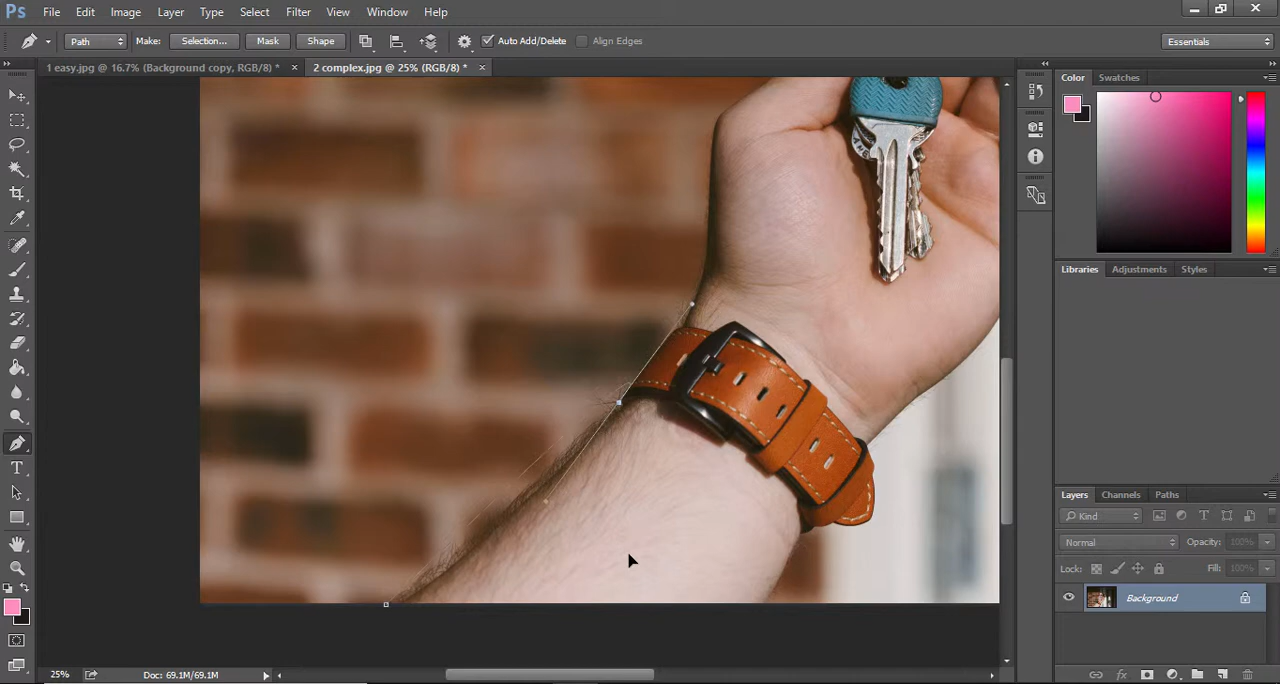 Ps File Edit Image Layer Type Select Filter View Window Help
Path Make: Selection... Mask Shape Auto Add/Delete Align Edges Essentials
1 easy.jpg @ 16.7% (Background copy, RGB/8) * × 2 complex.jpg @ 25% (RGB/8) * ×
Color Swatches
Libraries Adjustments Styles
Layers Channels Paths
Kind
Normal Opacity: 100%
Lock: Fill: 100%
Background
25% Doc: 69.1M/69.1M